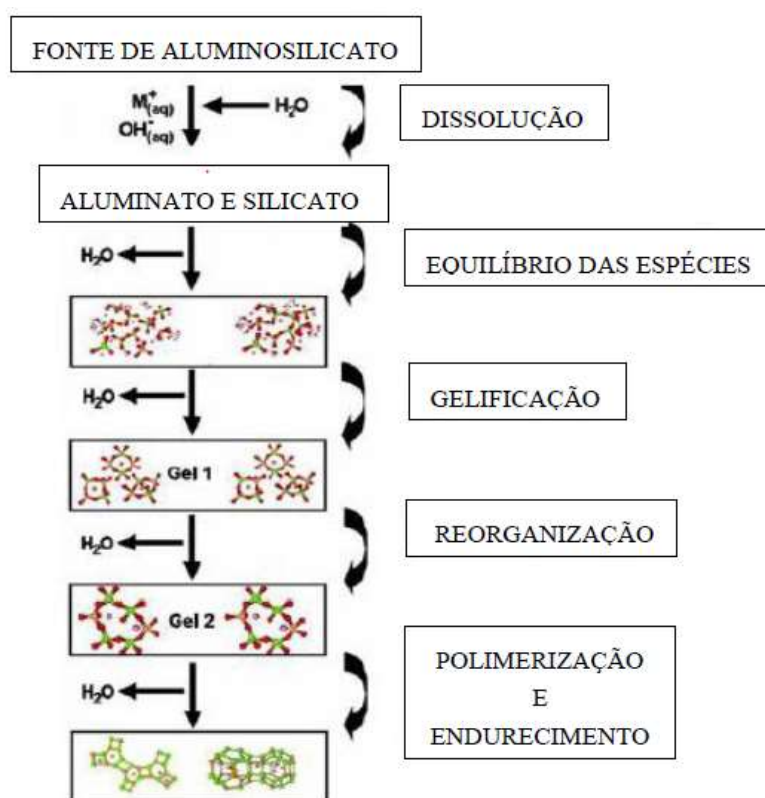 FONTE DE ALUMINOSILICATO
M⁺(aq)
H₂O
OH⁻(aq)
DISSOLUÇÃO
ALUMINATO E SILICATO
H₂O
EQUILÍBRIO DAS ESPÉCIES
H₂O
GELIFICAÇÃO
Gel 1
H₂O
REORGANIZAÇÃO
Gel 2
H₂O
POLIMERIZAÇÃO
E
ENDURECIMENTO